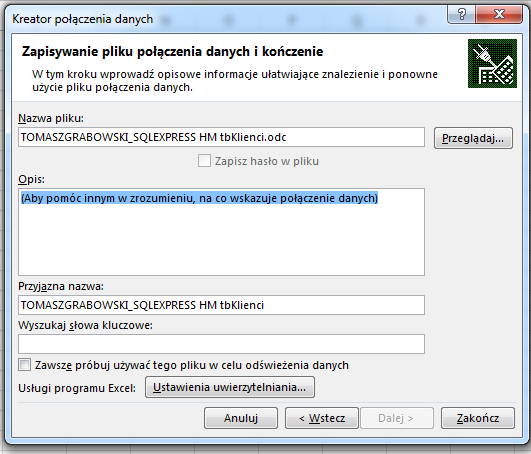 Kreator połączenia danych
Zapisywanie pliku połączenia danych i kończenie
W tym kroku wprowadź opisowe informacje ułatwiające znalezienie i ponowne
użycie pliku połączenia danych.
Nazwa pliku:
TOMASZGRABOWSKI_SQLEXPRESS HM tbKlienci.odc
Przeglądaj...
Zapisz hasło w pliku
Opis:
(Aby pomóc innym w zrozumieniu, na co wskazuje połączenie danych)
Przyjazna nazwa:
TOMASZGRABOWSKI_SQLEXPRESS HM tbKlienci
Wyszukaj słowa kluczowe:
Zawsze próbuj używać tego pliku w celu odświeżenia danych
Usługi programu Excel: Ustawienia uwierzytelniania...
Anuluj < Wstecz Dalej > Zakończ